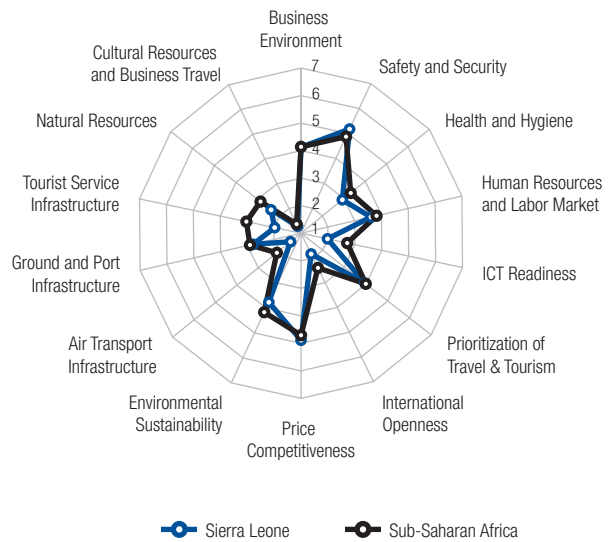 Business
Environment
Cultural Resources
and Business Travel
7
Safety and Security
6
Natural Resources
5
Health and Hygiene
4
Tourist Service
Infrastructure
3
Human Resources
and Labor Market
2
1
Ground and Port
Infrastructure
ICT Readiness
Air Transport
Infrastructure
Prioritization of
Travel & Tourism
Environmental
Sustainability
International
Openness
Price
Competitiveness
Sierra Leone
Sub-Saharan Africa